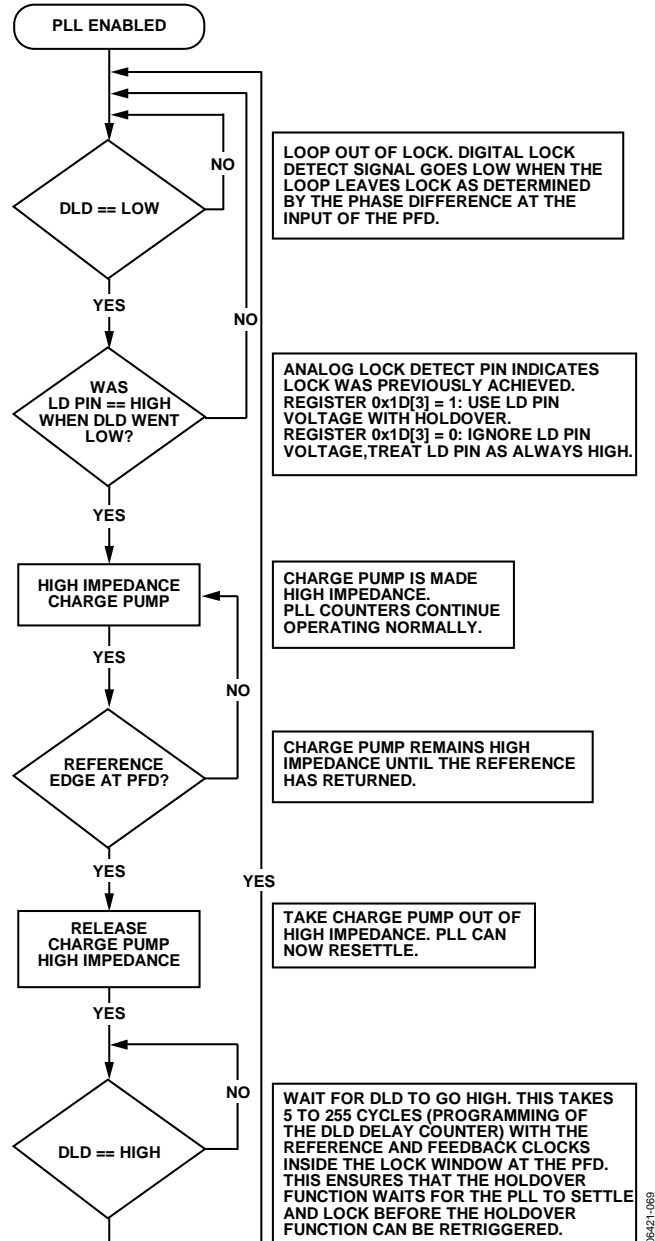 PLL ENABLED
NO
LOOP OUT OF LOCK. DIGITAL LOCK
DETECT SIGNAL GOES LOW WHEN THE
LOOP LEAVES LOCK AS DETERMINED
BY THE PHASE DIFFERENCE AT THE
INPUT OF THE PFD.
DLD == LOW
YES
NO
WAS
LD PIN == HIGH
WHEN DLD WENT
LOW?
ANALOG LOCK DETECT PIN INDICATES
LOCK WAS PREVIOUSLY ACHIEVED.
REGISTER 0x1D[3] = 1: USE LD PIN
VOLTAGE WITH HOLDOVER.
REGISTER 0x1D[3] = 0: IGNORE LD PIN
VOLTAGE,TREAT LD PIN AS ALWAYS HIGH.
YES
HIGH IMPEDANCE
CHARGE PUMP
CHARGE PUMP IS MADE
HIGH IMPEDANCE.
PLL COUNTERS CONTINUE
OPERATING NORMALLY.
YES
NO
REFERENCE
EDGE AT PFD?
CHARGE PUMP REMAINS HIGH
IMPEDANCE UNTIL THE REFERENCE
HAS RETURNED.
YES
YES
RELEASE
CHARGE PUMP
HIGH IMPEDANCE
TAKE CHARGE PUMP OUT OF
HIGH IMPEDANCE. PLL CAN
NOW RESETTLE.
YES
NO
DLD == HIGH
WAIT FOR DLD TO GO HIGH. THIS TAKES
5 TO 255 CYCLES (PROGRAMMING OF
THE DLD DELAY COUNTER) WITH THE
REFERENCE AND FEEDBACK CLOCKS
INSIDE THE LOCK WINDOW AT THE PFD.
THIS ENSURES THAT THE HOLDOVER
FUNCTION WAITS FOR THE PLL TO SETTLE
AND LOCK BEFORE THE HOLDOVER
FUNCTION CAN BE RETRIGGERED.
06421-069